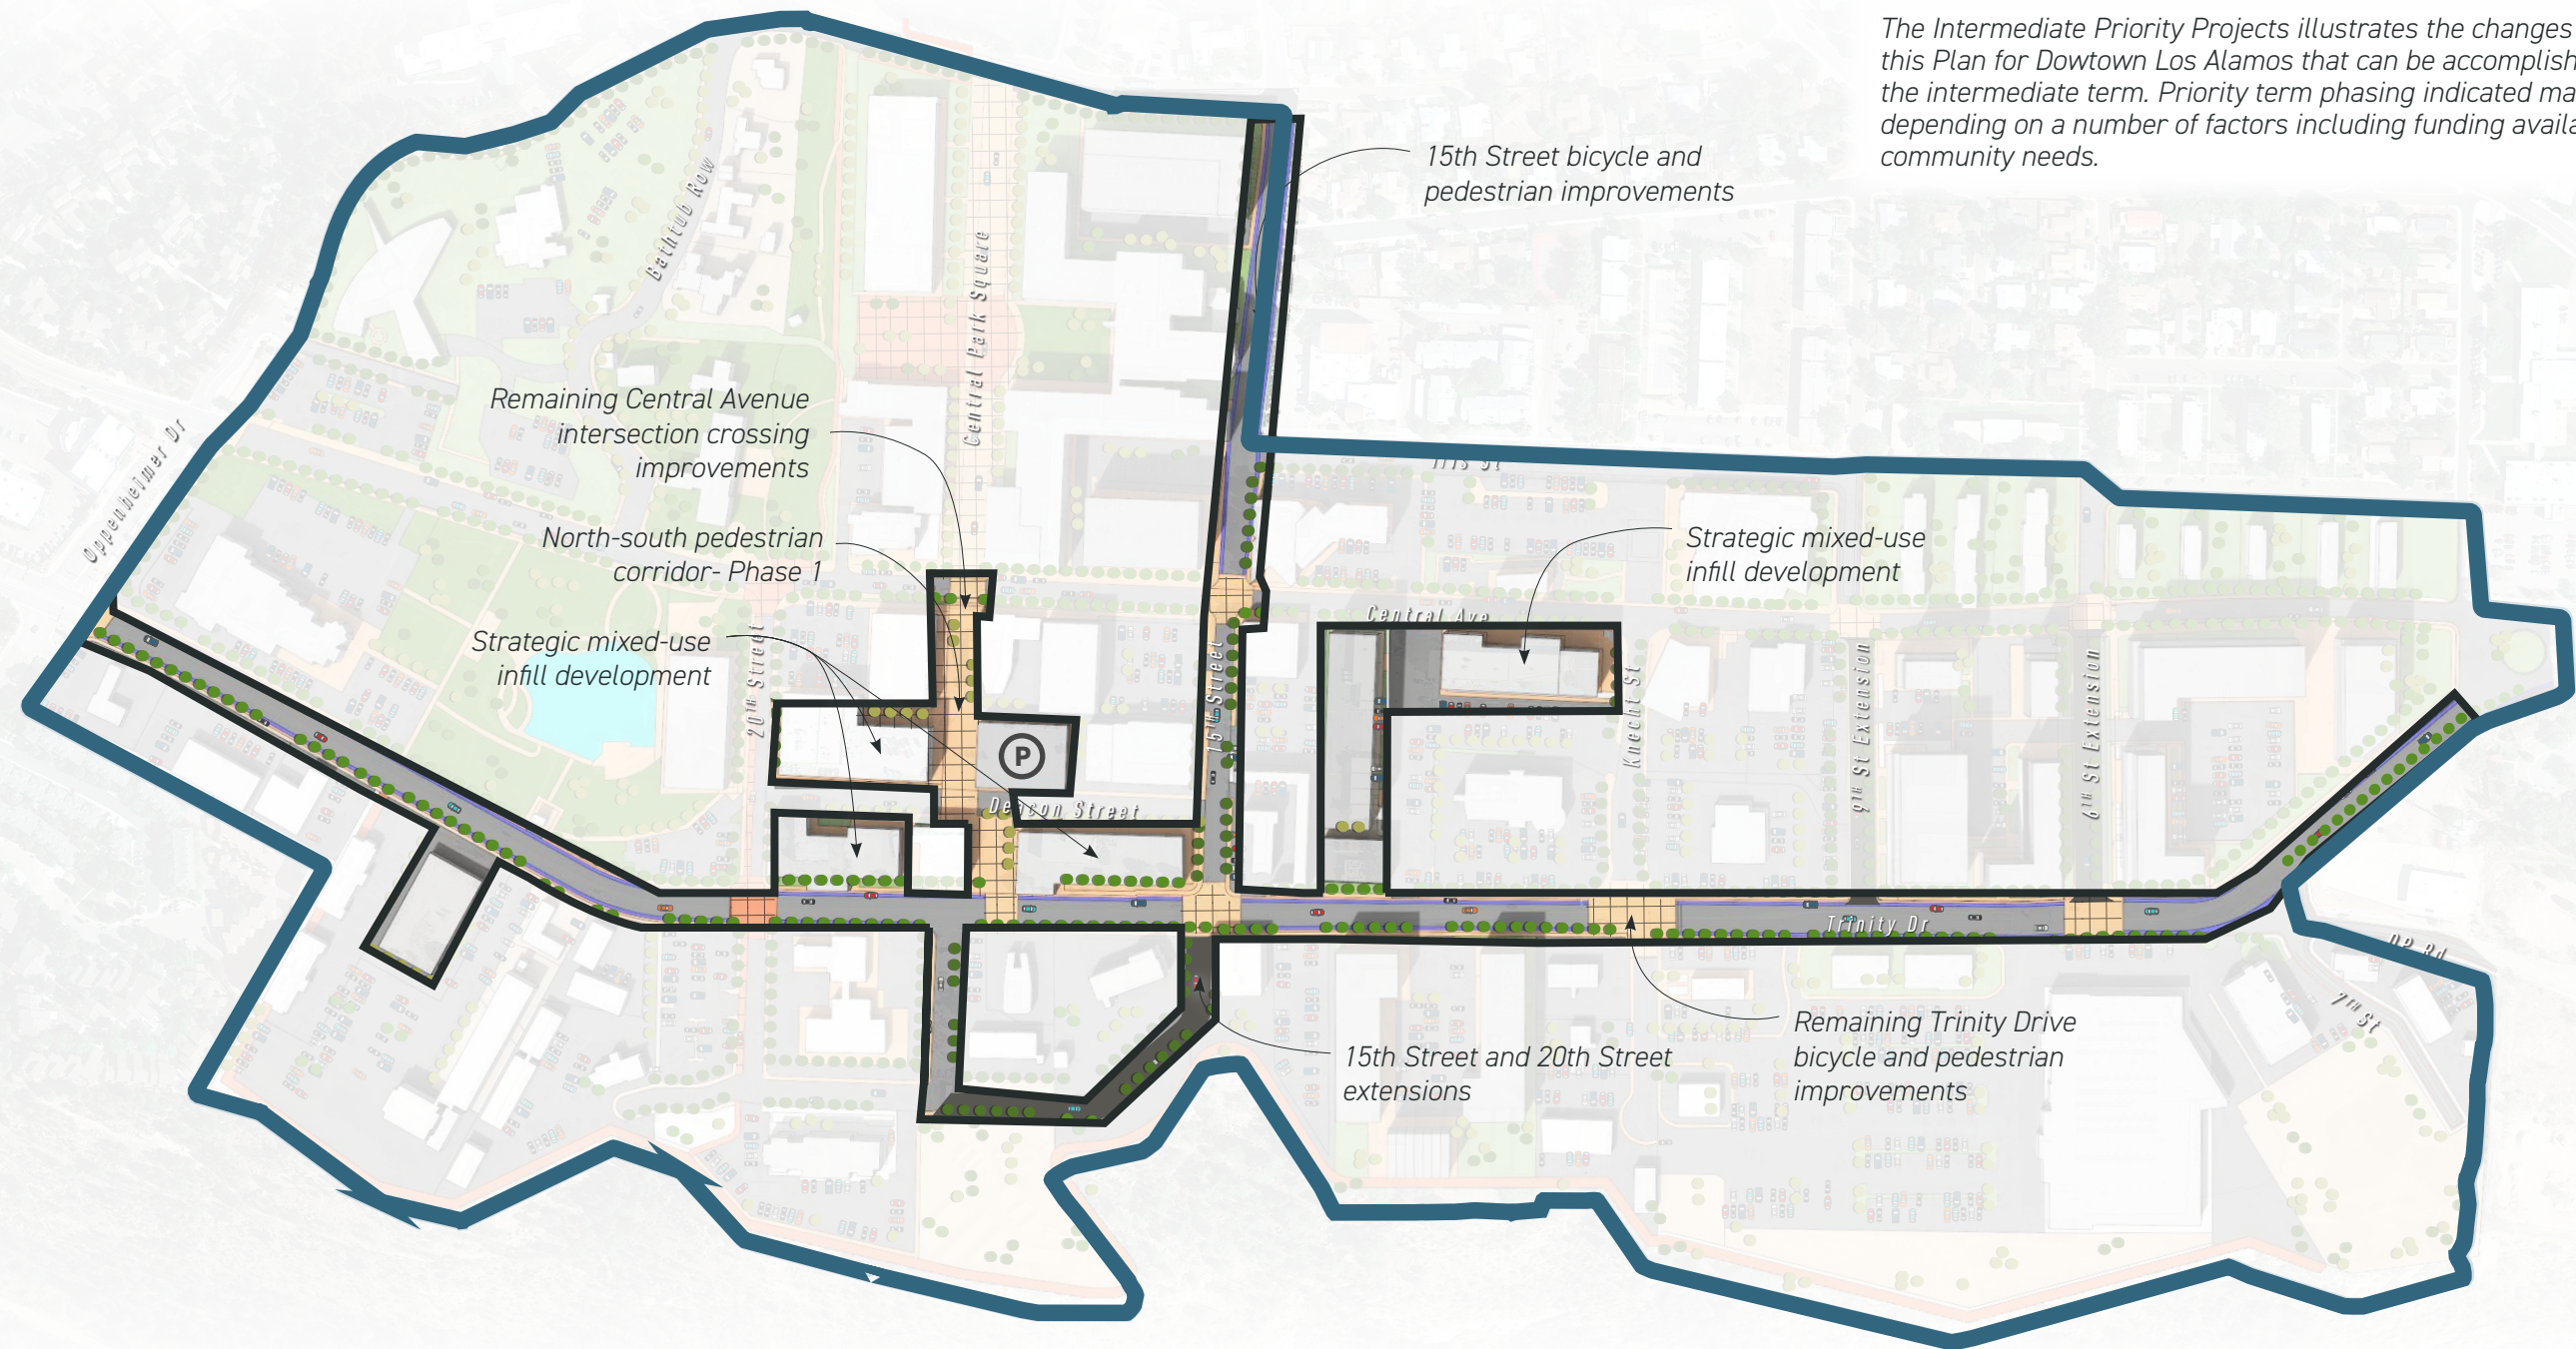 The Intermediate Priority Projects illustrates the changes
this Plan for Dowtown Los Alamos that can be accomplish
the intermediate term. Priority term phasing indicated ma
depending on a number of factors including funding availa
community needs.
15th Street bicycle and
pedestrian improvements
Bathtub Row
Central Park Square
Oppenheimer Dr
Remaining Central Avenue
intersection crossing
improvements
North-south pedestrian
corridor- Phase 1
Strategic mixed-use
infill development
Strategic mixed-use
infill development
Central Ave
20TH Street
15TH Street
Knecht St
9TH St Extension
6TH St Extension
P
Deacon Street
Trinity Dr
DP Rd
7TH St
Remaining Trinity Drive
bicycle and pedestrian
improvements
15th Street and 20th Street
extensions